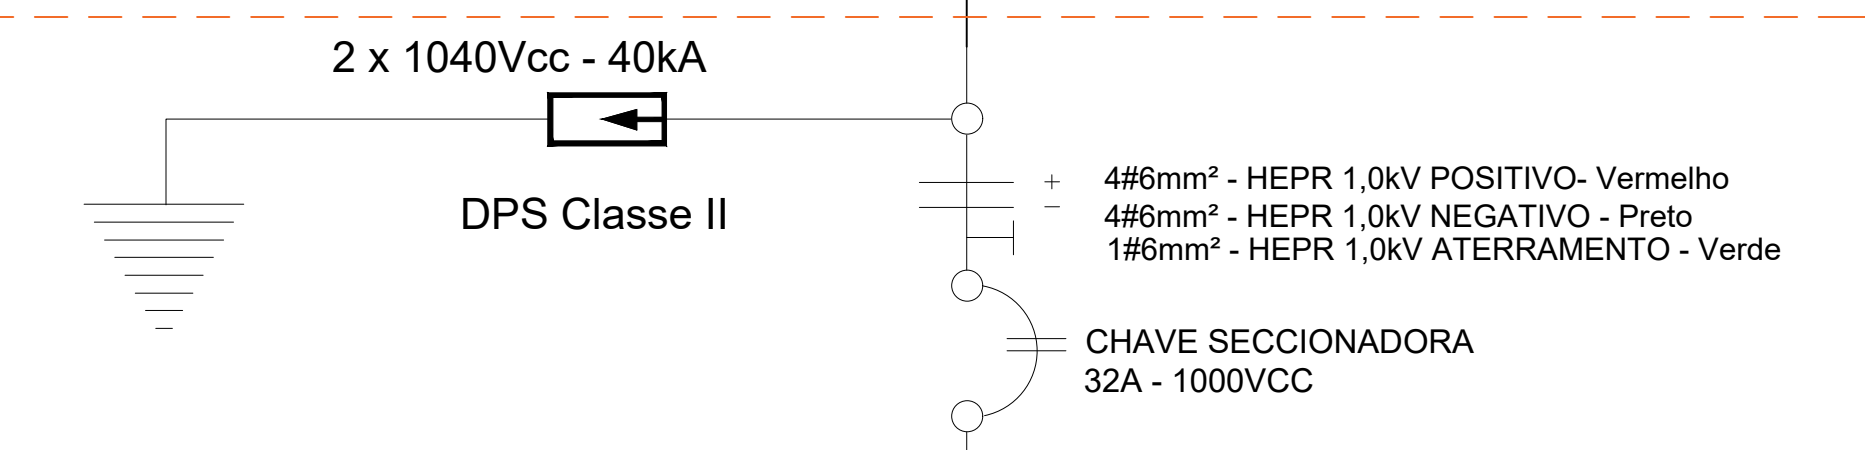 2 x 1040Vcc - 40kA
DPS Classe II
+
4#6mm² - HEPR 1,0kV POSITIVO- Vermelho
−
4#6mm² - HEPR 1,0kV NEGATIVO - Preto
1#6mm² - HEPR 1,0kV ATERRAMENTO - Verde
CHAVE SECCIONADORA
32A - 1000VCC